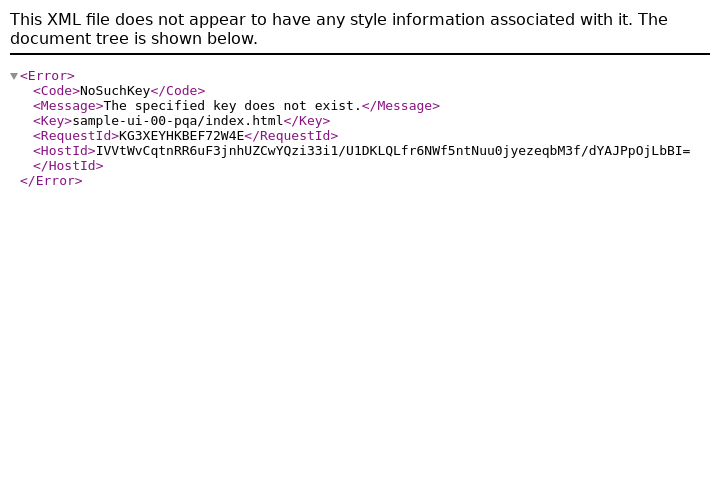 This XML file does not appear to have any style information associated with it. The
document tree is shown below.
<Error>
<Code>NoSuchKey</Code>
<Message>The specified key does not exist.</Message>
<Key>sample-ui-00-pqa/index.html</Key>
<RequestId>KG3XEYHKBEF72W4E</RequestId>
<HostId>IVVtWvCqtnRR6uF3jnhUZCwYQzi33i1/U1DKLQLfr6NWf5ntNuu0jyezeqbM3f/dYAJPpOjLbBI=
</HostId>
</Error>